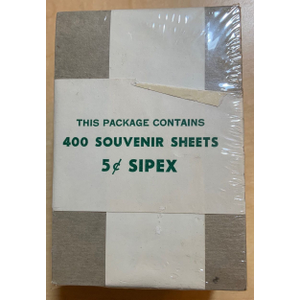 THIS PACKAGE CONTAINS
400 SOUVENIR SHEETS
5¢ SIPEX